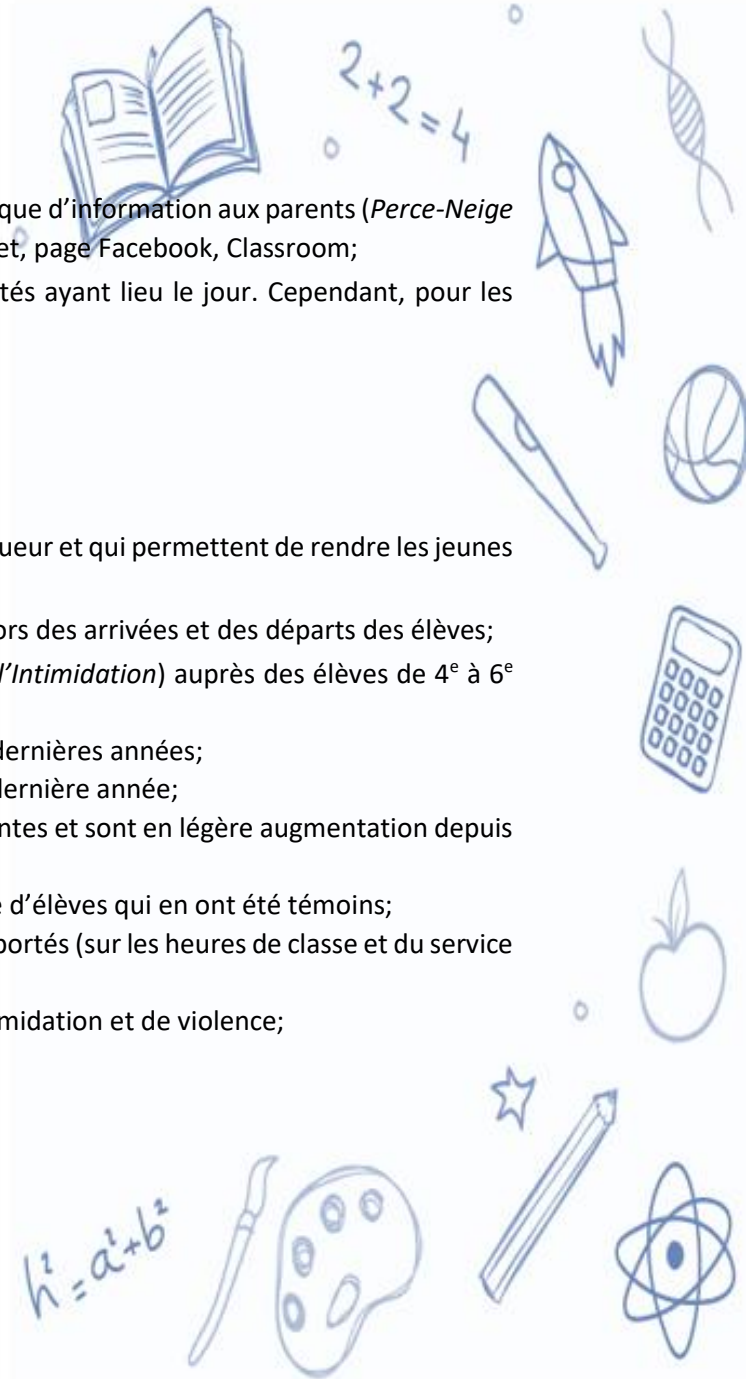 2+2=4
que d'information aux parents (Perce-Neige
et, page Facebook, Classroom;
tés ayant lieu le jour. Cependant, pour les
ueur et qui permettent de rendre les jeunes
ors des arrivées et des départs des élèves;
l'Intimidation) auprès des élèves de 4e à 6e
dernières années;
dernière année;
ntes et sont en légère augmentation depuis
e d'élèves qui en ont été témoins;
portés (sur les heures de classe et du service
midation et de violence;
h²=a²+b²